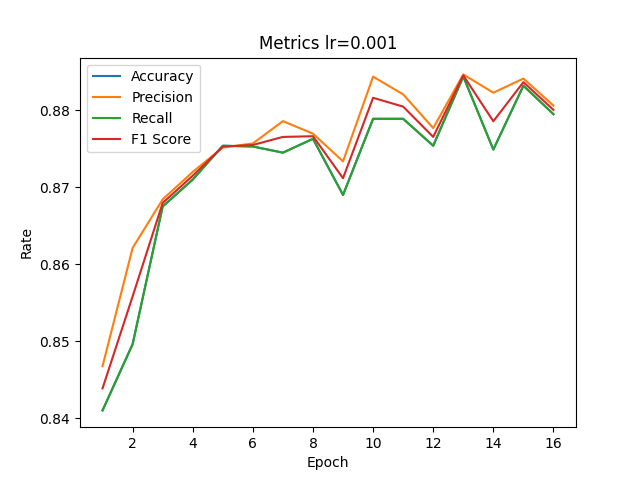 Metrics lr=0.001
Accuracy
Precision
Recall
F1 Score
0.88
0.87
0.86
0.85
0.84
Rate
2 4 6 8 10 12 14 16
Epoch